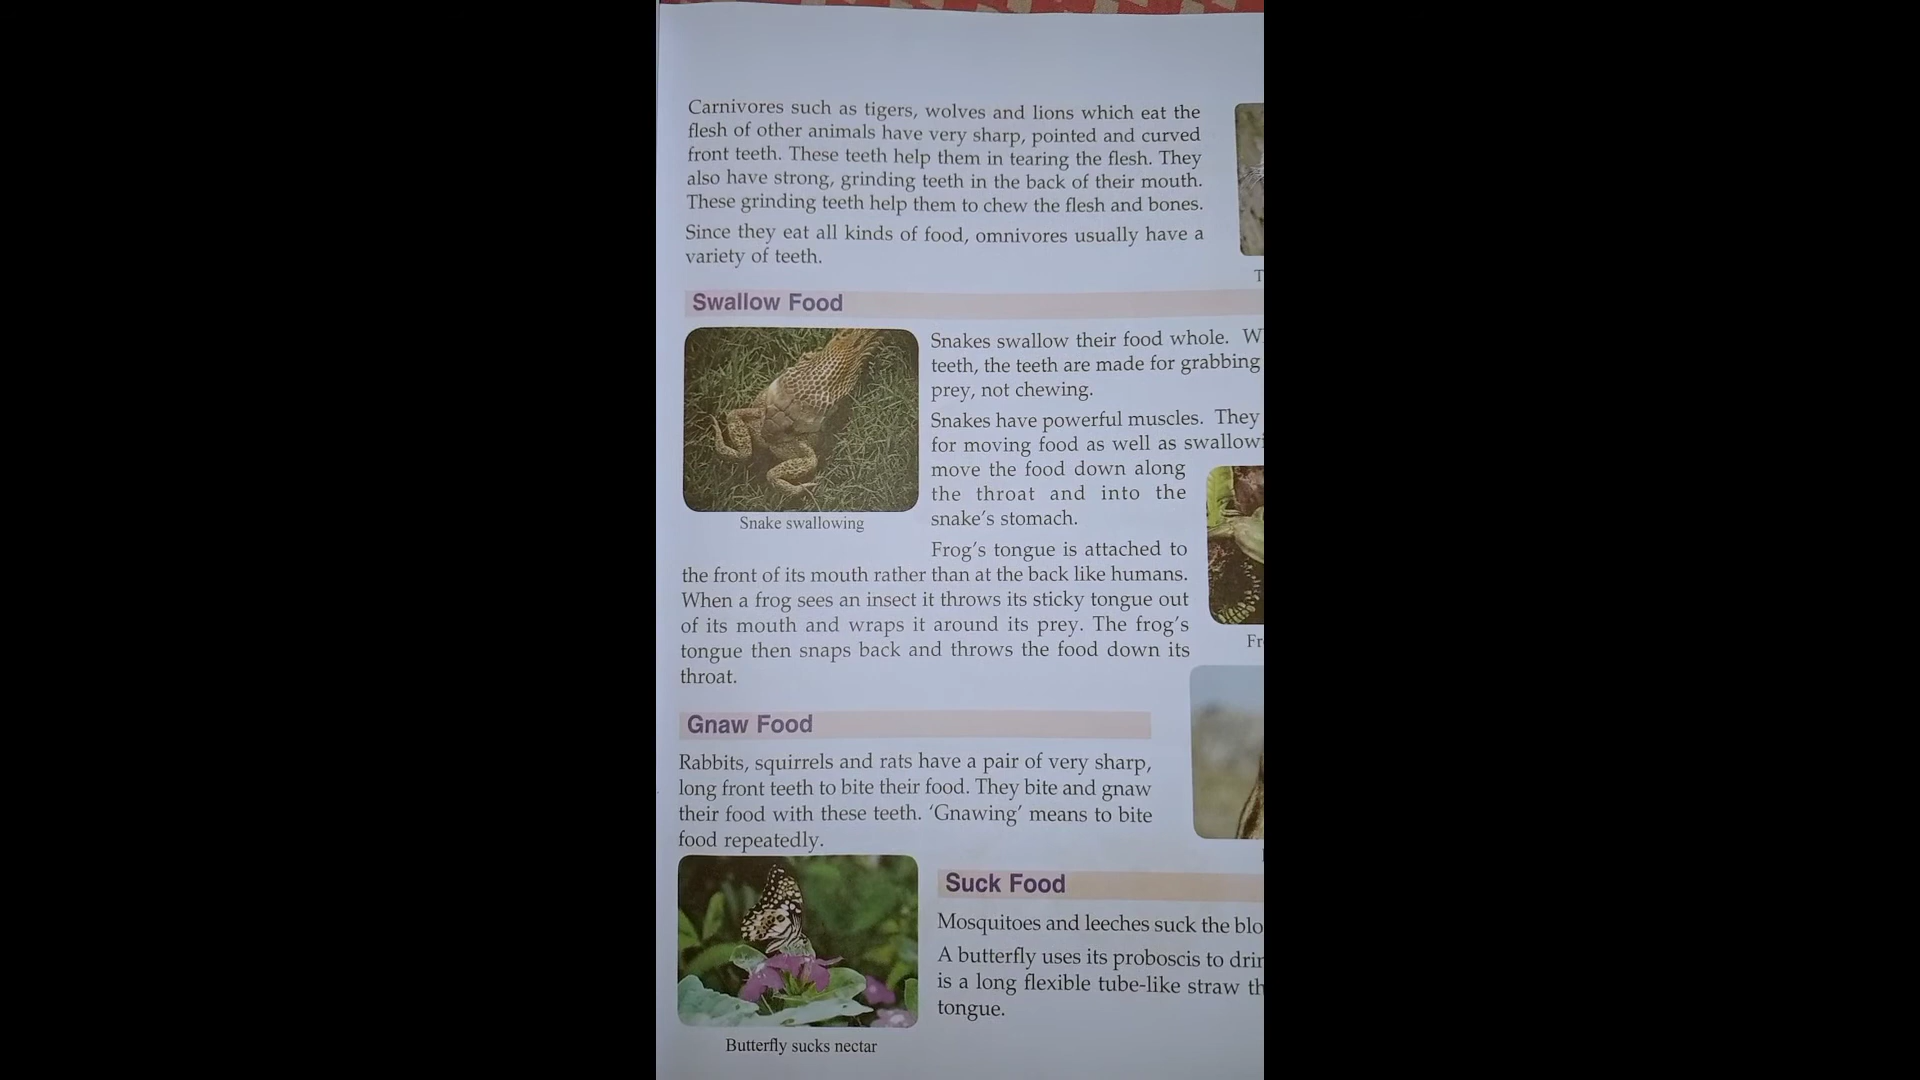 Carnivores such as tigers, wolves and lions which eat the
flesh of other animals have very sharp, pointed and curved
front teeth. These teeth help them in tearing the flesh. They
also have strong, grinding teeth in the back of their mouth.
These grinding teeth help them to chew the flesh and bones.
Since they eat all kinds of food, omnivores usually have a
variety of teeth.
Swallow Food
Snakes swallow their food whole.
teeth, the teeth are made for grabbing
prey, not chewing.
Snakes have powerful muscles. They
for moving food as well as
move the food down along
the throat and into the
snake's stomach.
Snake swallowing
Frog's tongue is attached to
the front of its mouth rather than at the back like humans.
When a frog sees an insect it throws its sticky tongue out
of its mouth and wraps it around its prey. The frog's
tongue then snaps back and throws the food down its
throat.
Gnaw Food
Rabbits, squirrels and rats have a pair of very sharp,
long front teeth to bite their food. They bite and gnaw
their food with these teeth. 'Gnawing' means to bite
food repeatedly.
Suck Food
Mosquitoes and leeches suck the
A butterfly uses its proboscis to
is a long flexible tube-like straw
tongue.
Butterfly sucks nectar